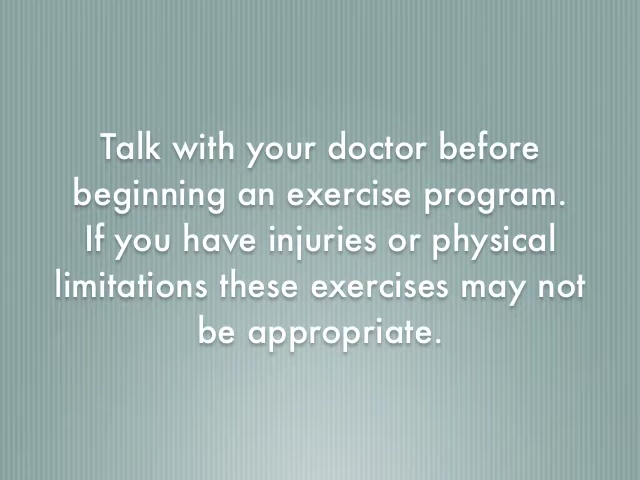 Talk with your doctor before
beginning an exercise program.
If you have injuries or physical
limitations these exercises may not
be appropriate.